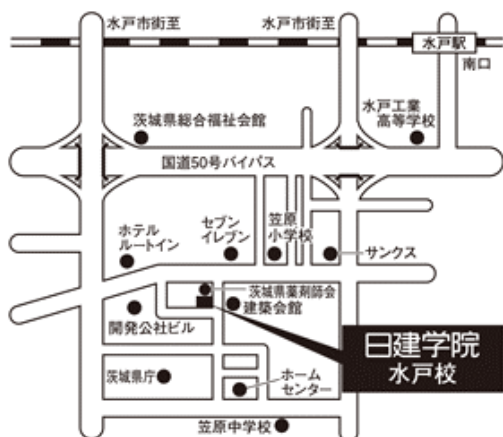 水戸市街至
水戸市街至
水戸駅
南口
水戸工業
高等学校
茨城県総合福祉会館
国道50号バイパス
ホテル
ルートイン
セブン
イレブン
笠原
小学校
サンクス
茨城県薬剤師会
建築会館
開発公社ビル
日建学院
水戸校
茨城県庁
ホーム
センター
笠原中学校